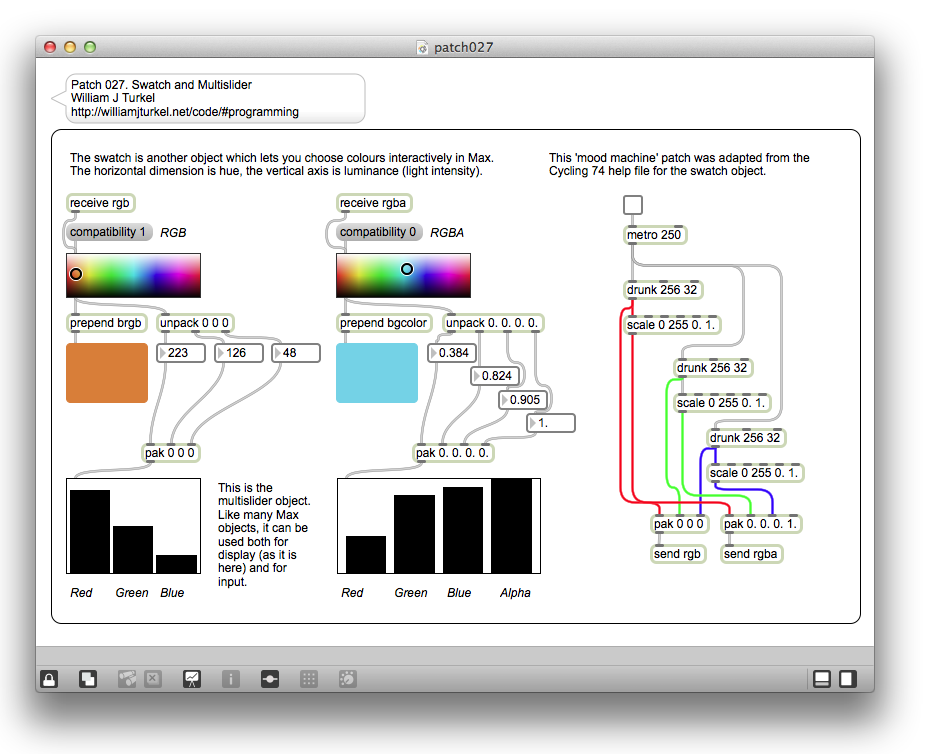 patch027
Patch 027. Swatch and Multislider
William J Turkel
http://williamjturkel.net/code/#programming
The swatch is another object which lets you choose colours interactively in Max.
The horizontal dimension is hue, the vertical axis is luminance (light intensity).
receive rgb
compatibility 1
RGB
prepend brgb
unpack 0 0 0
223
126
48
pak 0 0 0
This is the
multislider object.
Like many Max
objects, it can be
used both for
display (as it is
here) and for
input.
Red
Green
Blue
receive rgba
compatibility 0
RGBA
prepend bgcolor
unpack 0. 0. 0. 0.
0.384
0.824
0.905
1.
pak 0. 0. 0. 0.
Red
Green
Blue
Alpha
This 'mood machine' patch was adapted from the
Cycling 74 help file for the swatch object.
metro 250
drunk 256 32
scale 0 255 0. 1.
drunk 256 32
scale 0 255 0. 1.
drunk 256 32
scale 0 255 0. 1.
pak 0 0 0
pak 0. 0. 0. 1.
send rgb
send rgba